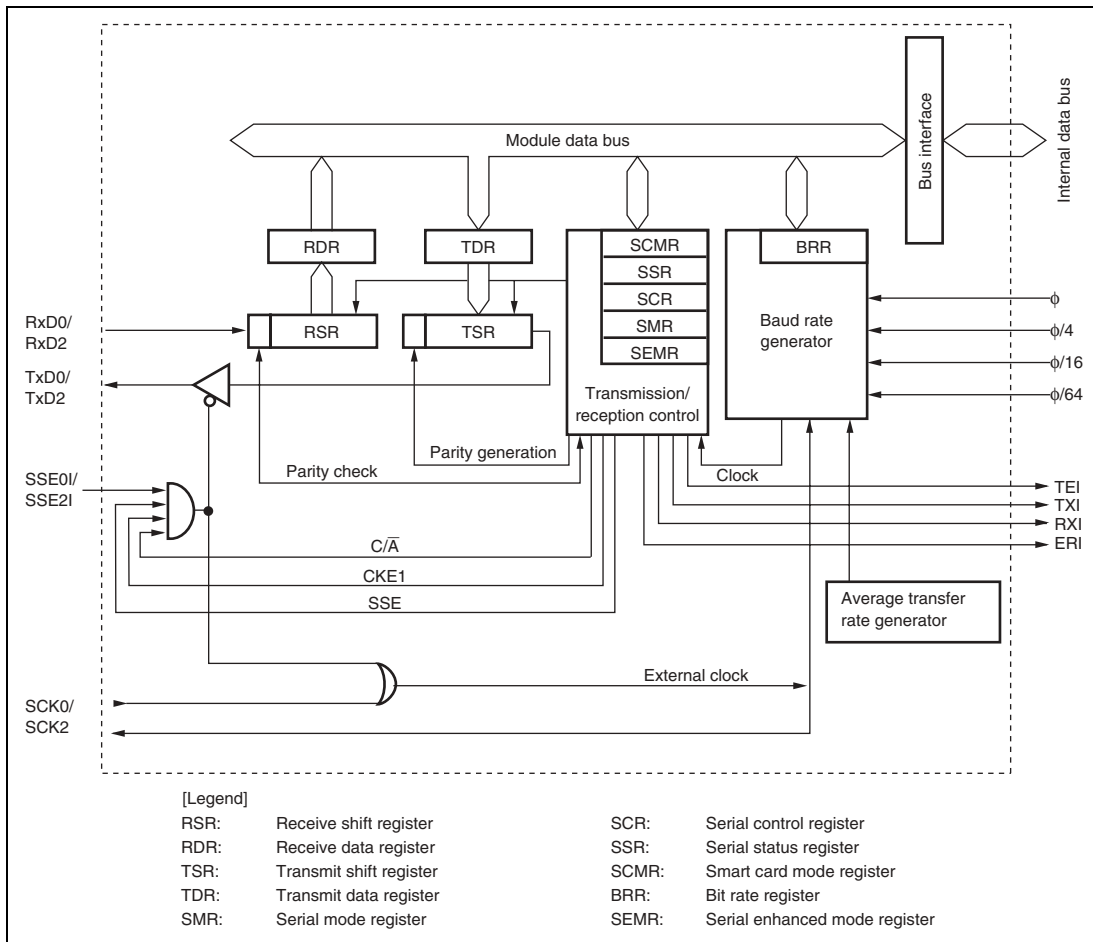 Module data bus
Bus interface
Internal data bus
RDR
TDR
SCMR
SSR
SCR
SMR
SEMR
BRR
Baud rate
generator
ϕ
ϕ/4
ϕ/16
ϕ/64
RxD0/
RxD2
RSR
TSR
TxD0/
TxD2
Transmission/
reception control
Parity generation
Parity check
Clock
SSE0I/
SSE2I
TEI
TXI
RXI
ERI
C/A̅
CKE1
SSE
Average transfer
rate generator
External clock
SCK0/
SCK2
[Legend]
RSR: Receive shift register
RDR: Receive data register
TSR: Transmit shift register
TDR: Transmit data register
SMR: Serial mode register
SCR: Serial control register
SSR: Serial status register
SCMR: Smart card mode register
BRR: Bit rate register
SEMR: Serial enhanced mode register